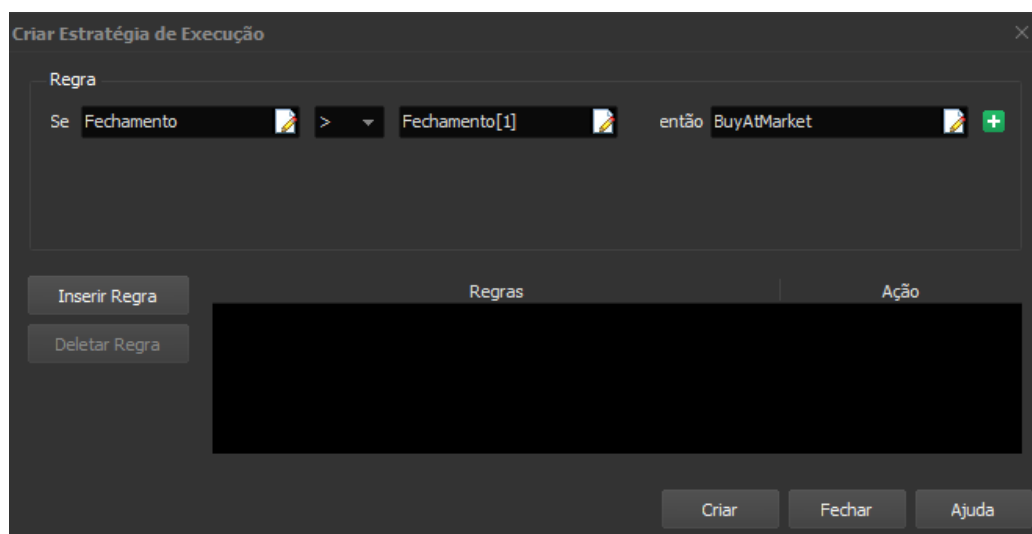 Criar Estratégia de Execução
Regra
Se Fechamento > Fechamento[1] então BuyAtMarket
Inserir Regra
Regras Ação
Deletar Regra
Criar Fechar Ajuda